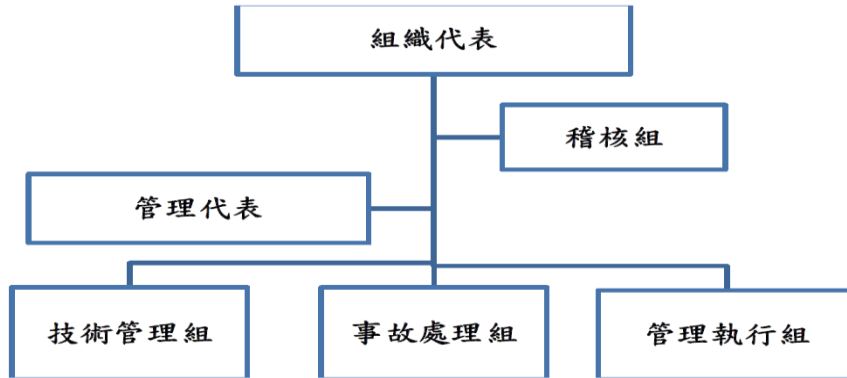 組織代表
稽核組
管理代表
技術管理組
事故處理組
管理執行組